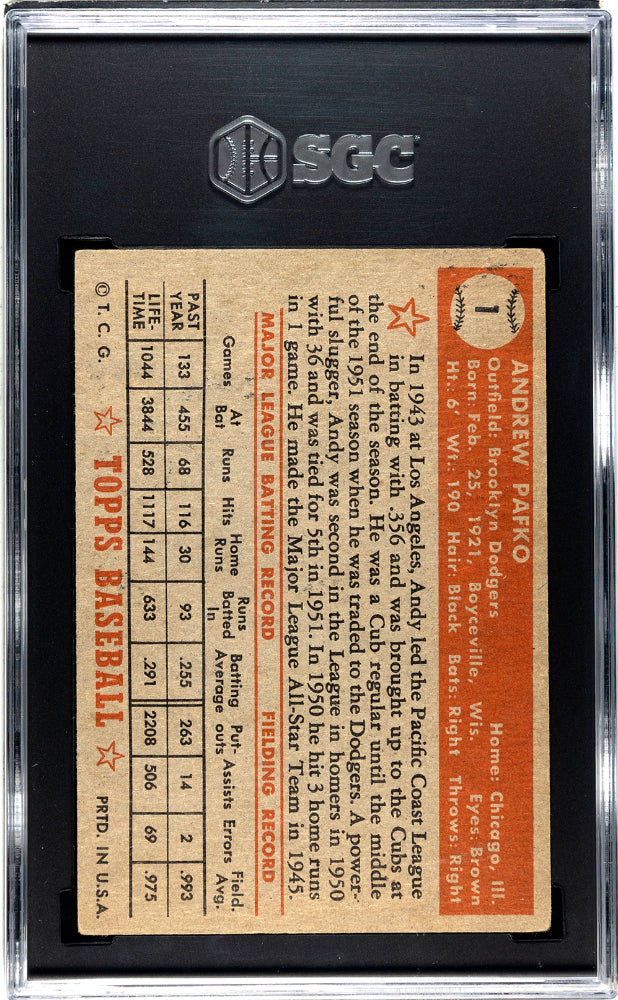 SGC
1
ANDREW PAFKO
Outfield: Brooklyn Dodgers Home: Chicago, Ill.
Born: Feb. 25, 1921, Boyceville, Wis. Eyes: Brown
Ht.: 6' Wt.: 190 Hair: Black Bats: Right Throws: Right
In 1943 at Los Angeles, Andy led the Pacific Coast League
in batting with .356 and was brought up to the Cubs at
the end of the season. He was a Cub regular until the middle
of the 1951 season when he was traded to the Dodgers. A power-
ful slugger, Andy was second in the League in homers in 1950
with 36 and was tied for 5th in 1951. In 1950 he hit 3 home runs
in 1 game. He made the Major League All-Star Team in 1945.
MAJOR LEAGUE BATTING RECORD FIELDING RECORD
Games At Bat Runs Hits Home Runs Runs Batted In Batting Average Put-outs Assists Errors Field. Avg.
PAST YEAR 133 455 68 116 30 93 .255 263 14 2 .993
LIFE-TIME 1044 3844 528 1117 144 633 .291 2208 506 69 .975
© T. C. G. TOPPS BASEBALL PRTD. IN U.S.A.